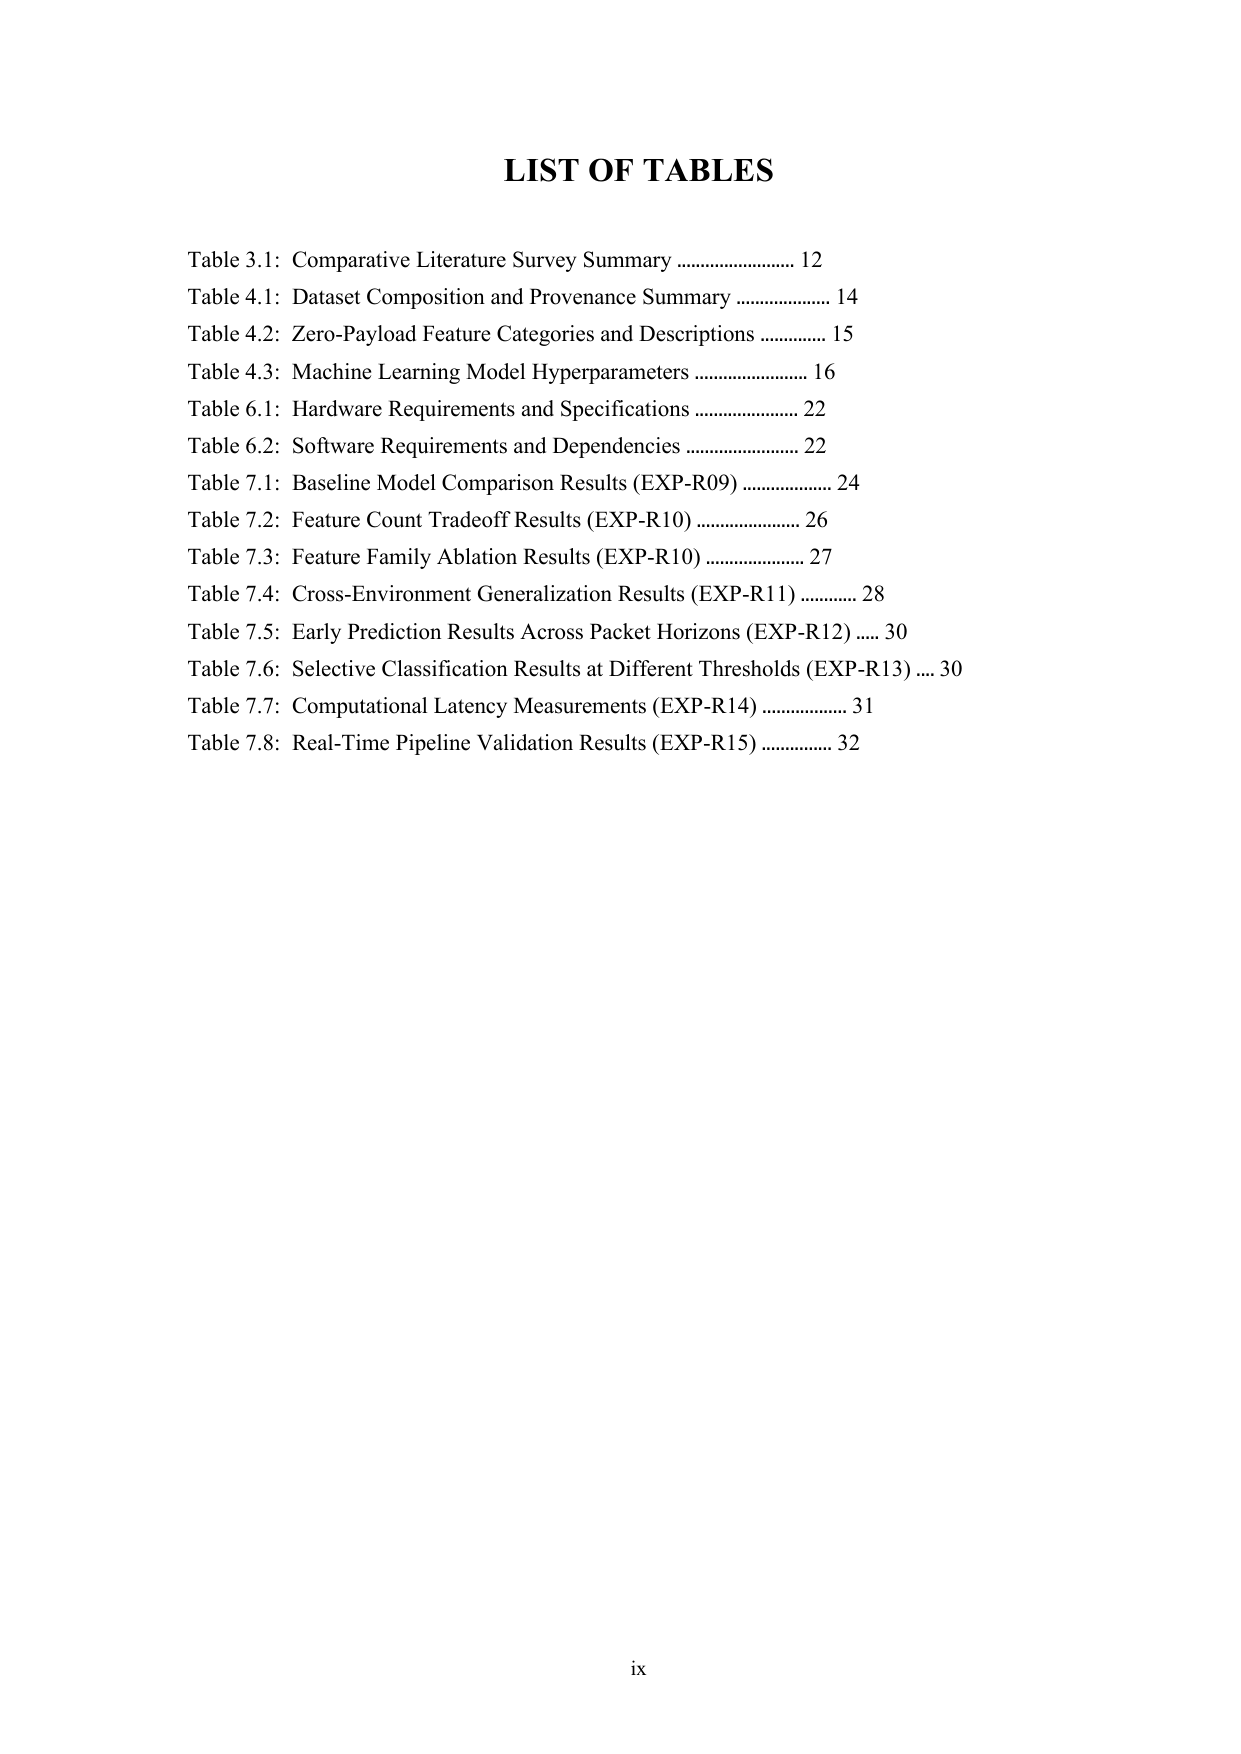 LIST OF TABLES
Table 3.1: Comparative Literature Survey Summary ......................... 12
Table 4.1: Dataset Composition and Provenance Summary .................... 14
Table 4.2: Zero-Payload Feature Categories and Descriptions .............. 15
Table 4.3: Machine Learning Model Hyperparameters ........................ 16
Table 6.1: Hardware Requirements and Specifications ...................... 22
Table 6.2: Software Requirements and Dependencies ........................ 22
Table 7.1: Baseline Model Comparison Results (EXP-R09) ................... 24
Table 7.2: Feature Count Tradeoff Results (EXP-R10) ...................... 26
Table 7.3: Feature Family Ablation Results (EXP-R10) ..................... 27
Table 7.4: Cross-Environment Generalization Results (EXP-R11) ............ 28
Table 7.5: Early Prediction Results Across Packet Horizons (EXP-R12) ..... 30
Table 7.6: Selective Classification Results at Different Thresholds (EXP-R13) .... 30
Table 7.7: Computational Latency Measurements (EXP-R14) .................. 31
Table 7.8: Real-Time Pipeline Validation Results (EXP-R15) ............... 32
ix